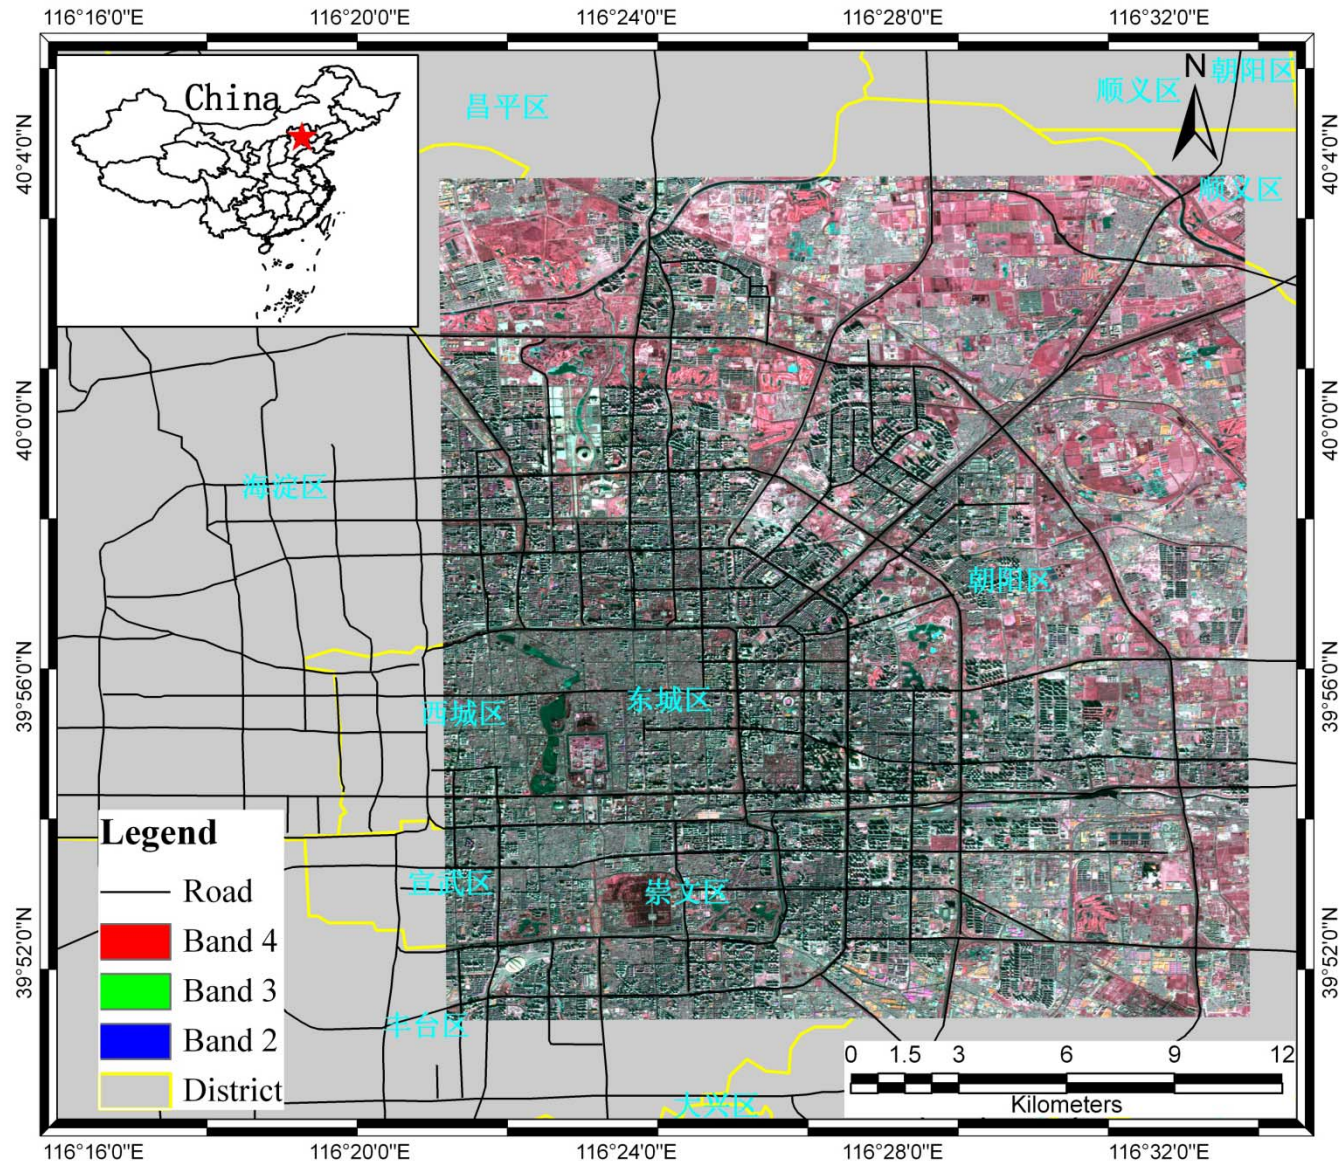 116°16'0"E 116°20'0"E 116°24'0"E 116°28'0"E 116°32'0"E
N
朝阳区
顺义区
昌平区
China
40°4'0"N
40°4'0"N
顺义区
40°0'0"N
40°0'0"N
海淀区
朝阳区
39°56'0"N
39°56'0"N
西城区
东城区
Legend
Road
Band 4
Band 3
Band 2
District
宣武区
崇文区
39°52'0"N
39°52'0"N
丰台区
大兴区
0 1.5 3 6 9 12
Kilometers
116°16'0"E 116°20'0"E 116°24'0"E 116°28'0"E 116°32'0"E